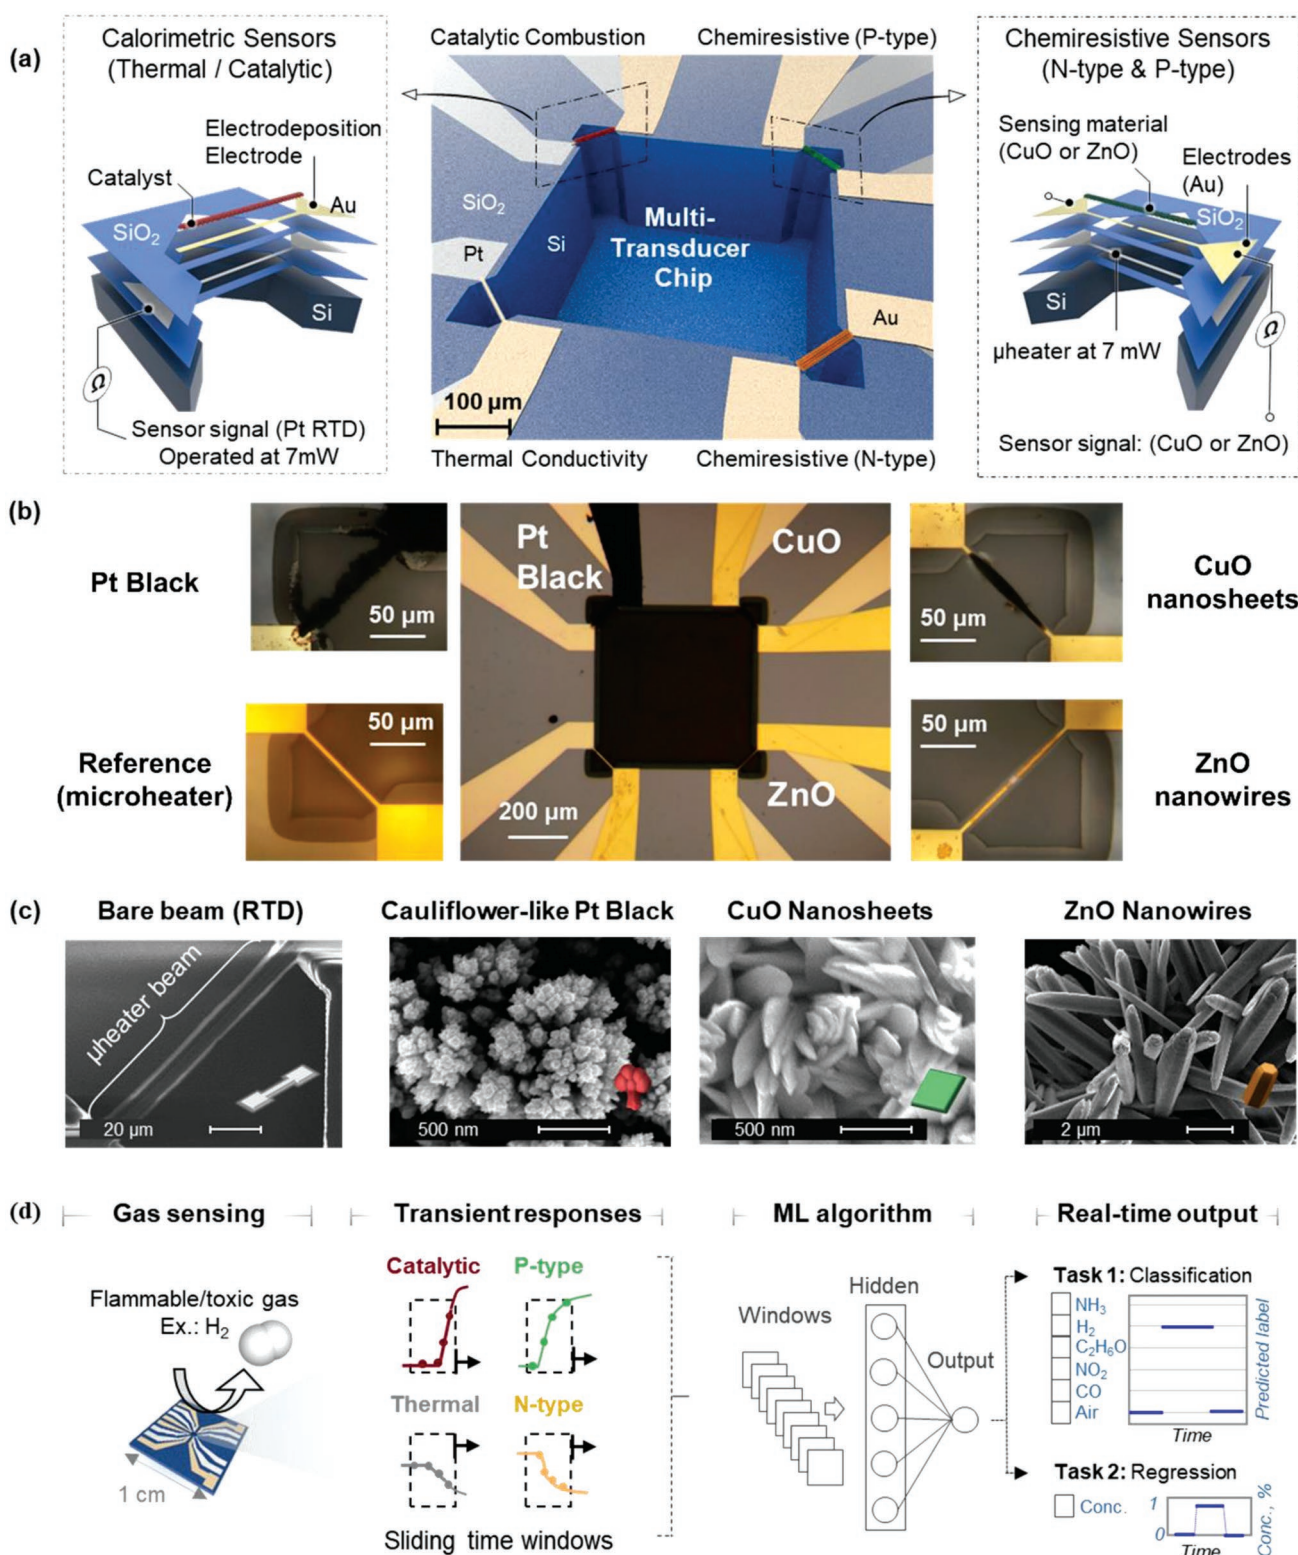 (a)
Calorimetric Sensors
(Thermal / Catalytic)
Electrodeposition
Electrode
Catalyst
Au
SiO2
Si
Ω
Sensor signal (Pt RTD)
Operated at 7mW
Catalytic Combustion
Chemiresistive (P-type)
SiO2
Pt
Si
Multi-
Transducer
Chip
Au
100 µm
Thermal Conductivity
Chemiresistive (N-type)
Chemiresistive Sensors
(N-type & P-type)
Sensing material
(CuO or ZnO)
Electrodes
(Au)
SiO2
Si
Ω
µheater at 7 mW
Sensor signal: (CuO or ZnO)
(b)
Pt Black
50 µm
Reference
(microheater)
50 µm
Pt
Black
CuO
ZnO
200 µm
50 µm
CuO
nanosheets
50 µm
ZnO
nanowires
(c)
Bare beam (RTD)
µheater beam
20 µm
Cauliflower-like Pt Black
500 nm
CuO Nanosheets
500 nm
ZnO Nanowires
2 µm
(d)
Gas sensing
Flammable/toxic gas
Ex.: H2
1 cm
Transient responses
Catalytic
P-type
Thermal
N-type
Sliding time windows
ML algorithm
Windows
Hidden
Output
Real-time output
Task 1: Classification
NH3
H2
C2H6O
NO2
CO
Air
Predicted label
Time
Task 2: Regression
Conc.
1
0
Conc., %
Time